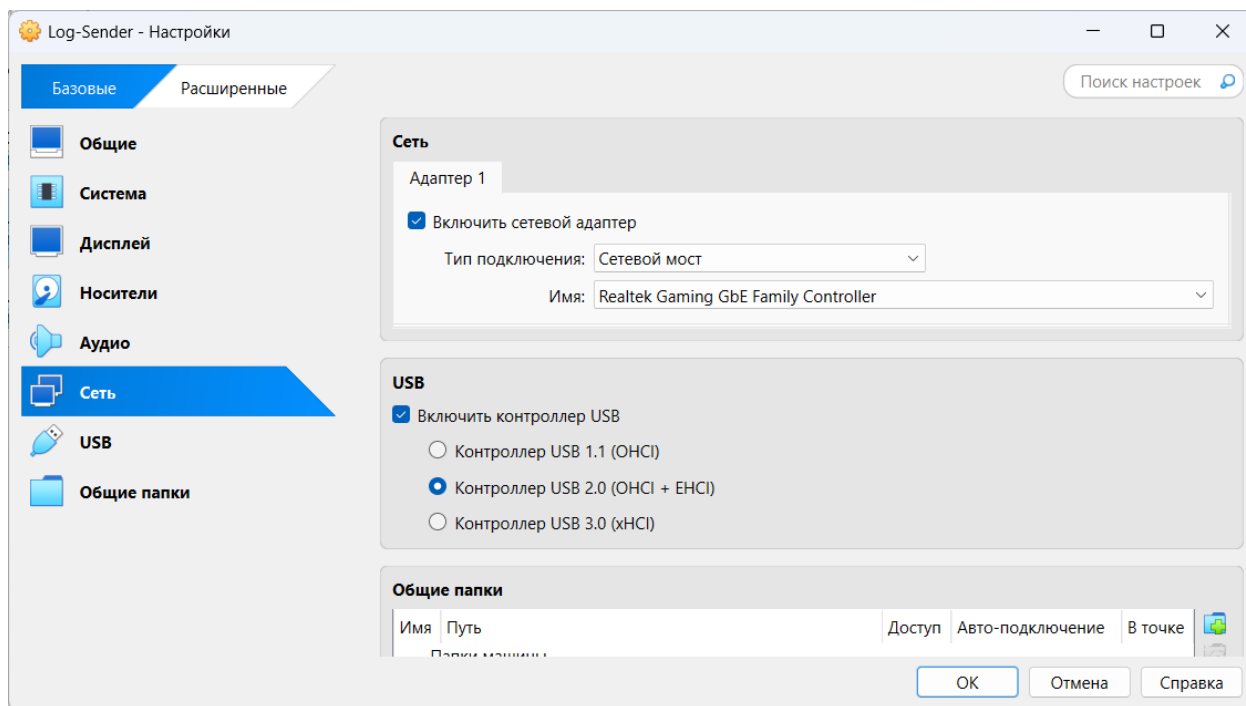 Log-Sender - Настройки
Базовые
Расширенные
Поиск настроек
Общие
Система
Дисплей
Носители
Аудио
Сеть
USB
Общие папки
Сеть
Адаптер 1
Включить сетевой адаптер
Тип подключения: Сетевой мост
Имя: Realtek Gaming GbE Family Controller
USB
Включить контроллер USB
Контроллер USB 1.1 (OHCI)
Контроллер USB 2.0 (OHCI + EHCI)
Контроллер USB 3.0 (xHCI)
Общие папки
Имя Путь Доступ Авто-подключение В точке
Папки машины
OK Отмена Справка